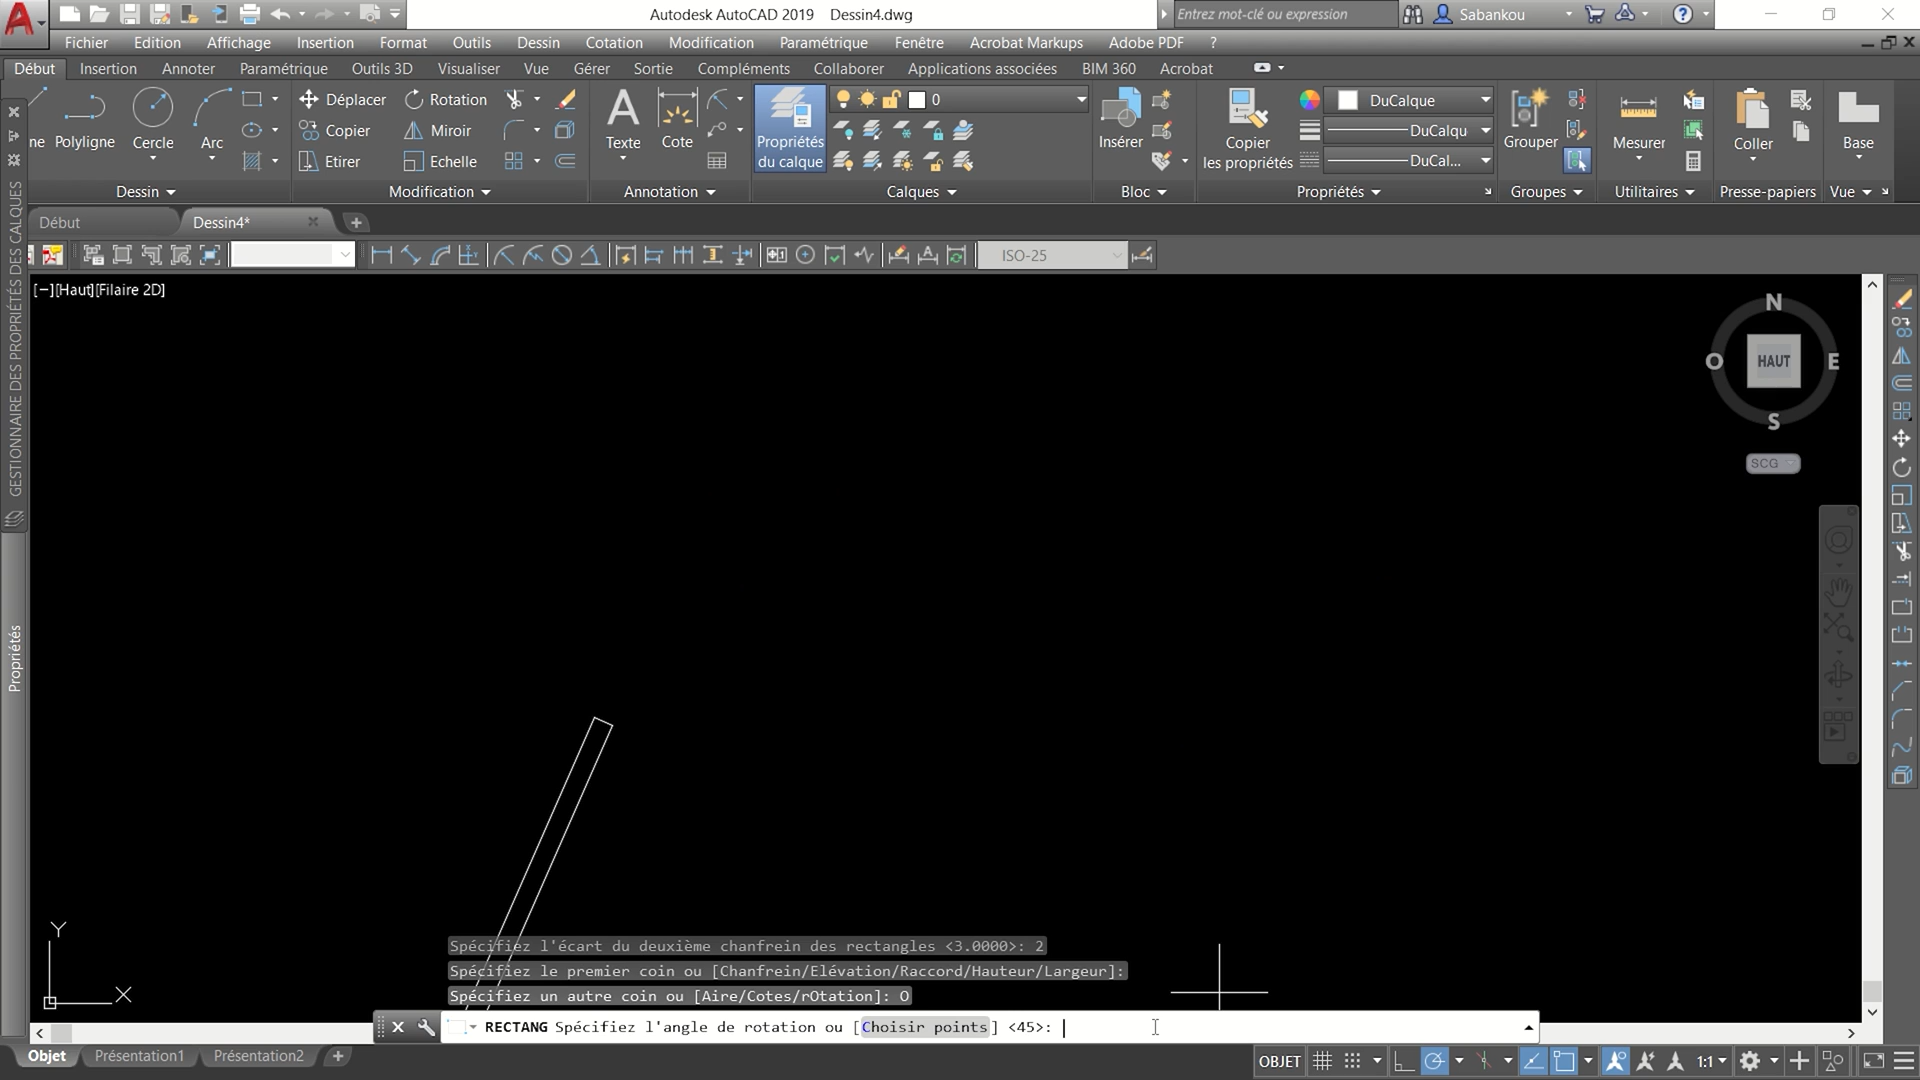 Autodesk AutoCAD 2019 Dessin4.dwg
Entrez mot-clé ou expression
Sabankou
Fichier Edition Affichage Insertion Format Outils Dessin Cotation Modification Paramétrique Fenêtre Acrobat Markups Adobe PDF ?
Début Insertion Annoter Paramétrique Outils 3D Visualiser Vue Gérer Sortie Compléments Collaborer Applications associées BIM 360 Acrobat
Déplacer Rotation 0 DuCalque
Copier Miroir DuCalqu
ne Polyligne Cercle Arc Texte Cote Propriétés du calque Insérer Copier les propriétés Grouper Mesurer Coller Base
Etirer Echelle DuCal...
Dessin Modification Annotation Calques Bloc Propriétés Groupes Utilitaires Presse-papiers Vue
Début Dessin4*
ISO-25
[−][Haut][Filaire 2D]
GESTIONNAIRE DES PROPRIÉTÉS DES CALQUES
Propriétés
N
O HAUT E
S
SCG
Y
X
Spécifiez l'écart du deuxième chanfrein des rectangles <3.0000>: 2
Spécifiez le premier coin ou [Chanfrein/Elévation/Raccord/Hauteur/Largeur]:
Spécifiez un autre coin ou [Aire/Cotes/rOtation]: O
RECTANG Spécifiez l'angle de rotation ou [Choisir points] <45>:
Objet Présentation1 Présentation2
OBJET 1:1